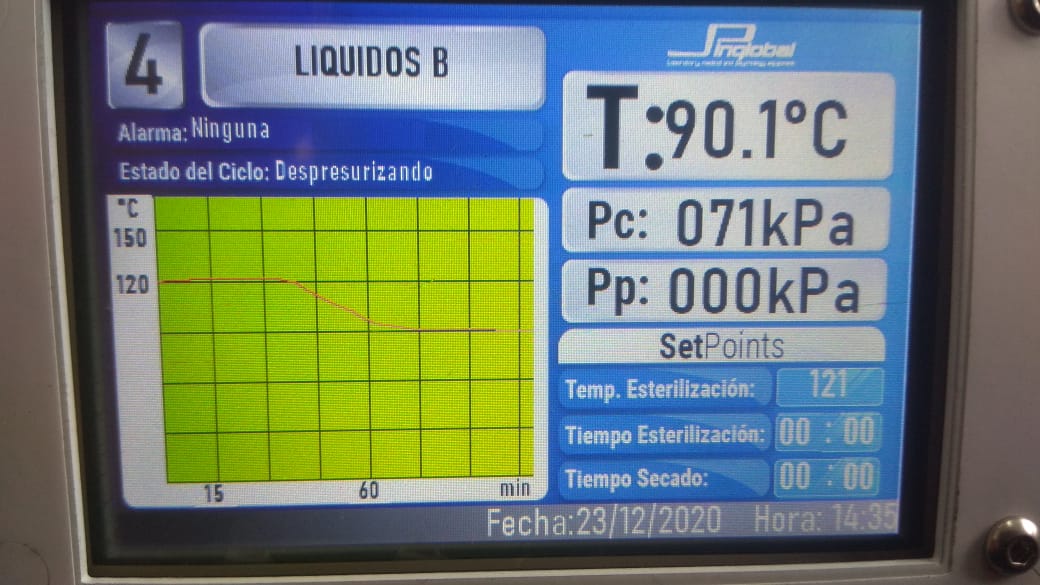 4
LIQUIDOS B
Alarma: Ninguna
Estado del Ciclo: Despresurizando
°C
150
120
15
60
min
Pinglobal
T:90.1°C
Pc: 071kPa
Pp: 000kPa
SetPoints
Temp. Esterilización: 121
Tiempo Esterilización: 00 : 00
Tiempo Secado: 00 : 00
Fecha:23/12/2020 Hora: 14:35